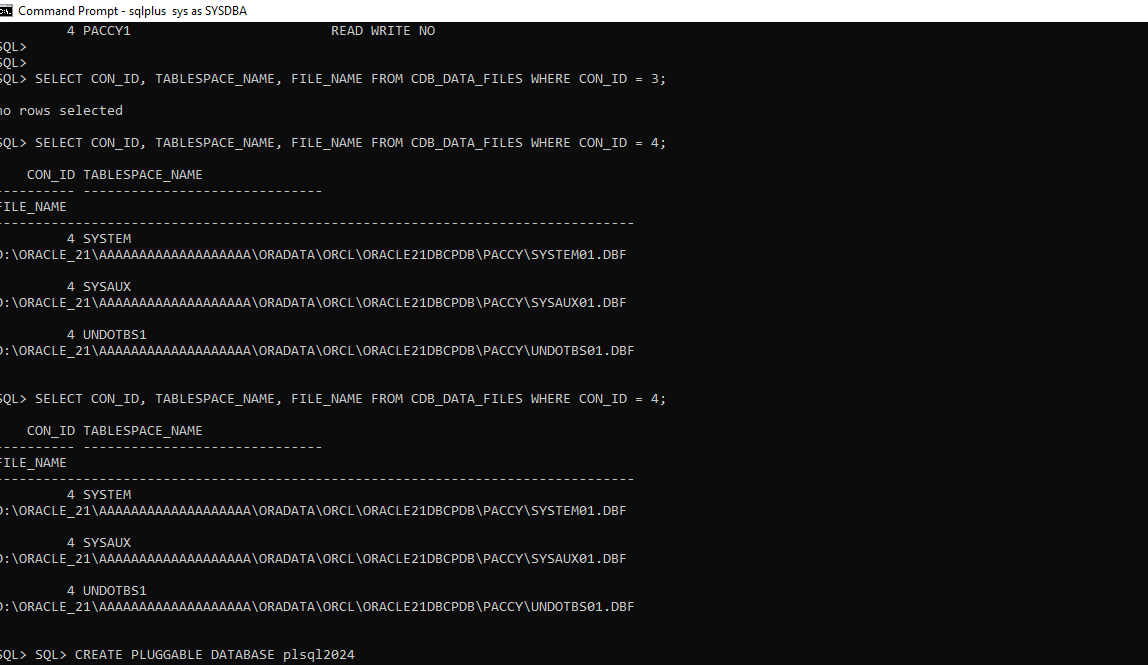 Command Prompt - sqlplus sys as SYSDBA
4 PACCY1 READ WRITE NO
SQL>
SQL>
SQL> SELECT CON_ID, TABLESPACE_NAME, FILE_NAME FROM CDB_DATA_FILES WHERE CON_ID = 3;
no rows selected
SQL> SELECT CON_ID, TABLESPACE_NAME, FILE_NAME FROM CDB_DATA_FILES WHERE CON_ID = 4;
CON_ID TABLESPACE_NAME
---------- ------------------------------
FILE_NAME
--------------------------------------------------------------------------------
4 SYSTEM
D:\ORACLE_21\AAAAAAAAAAAAAAAAAAA\ORADATA\ORCL\ORACLE21DBCPDB\PACCY\SYSTEM01.DBF
4 SYSAUX
D:\ORACLE_21\AAAAAAAAAAAAAAAAAAA\ORADATA\ORCL\ORACLE21DBCPDB\PACCY\SYSAUX01.DBF
4 UNDOTBS1
D:\ORACLE_21\AAAAAAAAAAAAAAAAAAA\ORADATA\ORCL\ORACLE21DBCPDB\PACCY\UNDOTBS01.DBF
SQL> SELECT CON_ID, TABLESPACE_NAME, FILE_NAME FROM CDB_DATA_FILES WHERE CON_ID = 4;
CON_ID TABLESPACE_NAME
---------- ------------------------------
FILE_NAME
--------------------------------------------------------------------------------
4 SYSTEM
D:\ORACLE_21\AAAAAAAAAAAAAAAAAAA\ORADATA\ORCL\ORACLE21DBCPDB\PACCY\SYSTEM01.DBF
4 SYSAUX
D:\ORACLE_21\AAAAAAAAAAAAAAAAAAA\ORADATA\ORCL\ORACLE21DBCPDB\PACCY\SYSAUX01.DBF
4 UNDOTBS1
D:\ORACLE_21\AAAAAAAAAAAAAAAAAAA\ORADATA\ORCL\ORACLE21DBCPDB\PACCY\UNDOTBS01.DBF
SQL> SQL> CREATE PLUGGABLE DATABASE plsql2024